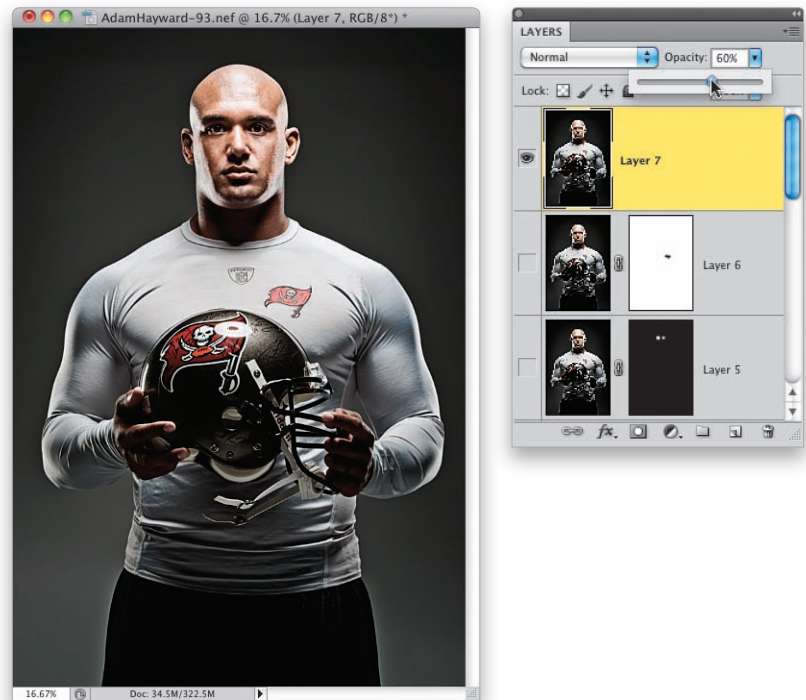 AdamHayward-93.nef @ 16.7% (Layer 7, RGB/8*) *
16.67%
Doc: 34.5M/322.5M
LAYERS
Normal
Opacity: 60%
Lock:
Layer 7
Layer 6
Layer 5
fx.